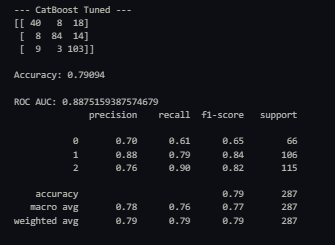 --- CatBoost Tuned ---
[[ 40   8  18]
 [  8  84  14]
 [  9   3 103]]
Accuracy: 0.79094
ROC AUC: 0.8875159387574679
              precision    recall  f1-score   support
           0       0.70      0.61      0.65        66
           1       0.88      0.79      0.84       106
           2       0.76      0.90      0.82       115
    accuracy                           0.79       287
   macro avg       0.78      0.76      0.77       287
weighted avg       0.79      0.79      0.79       287